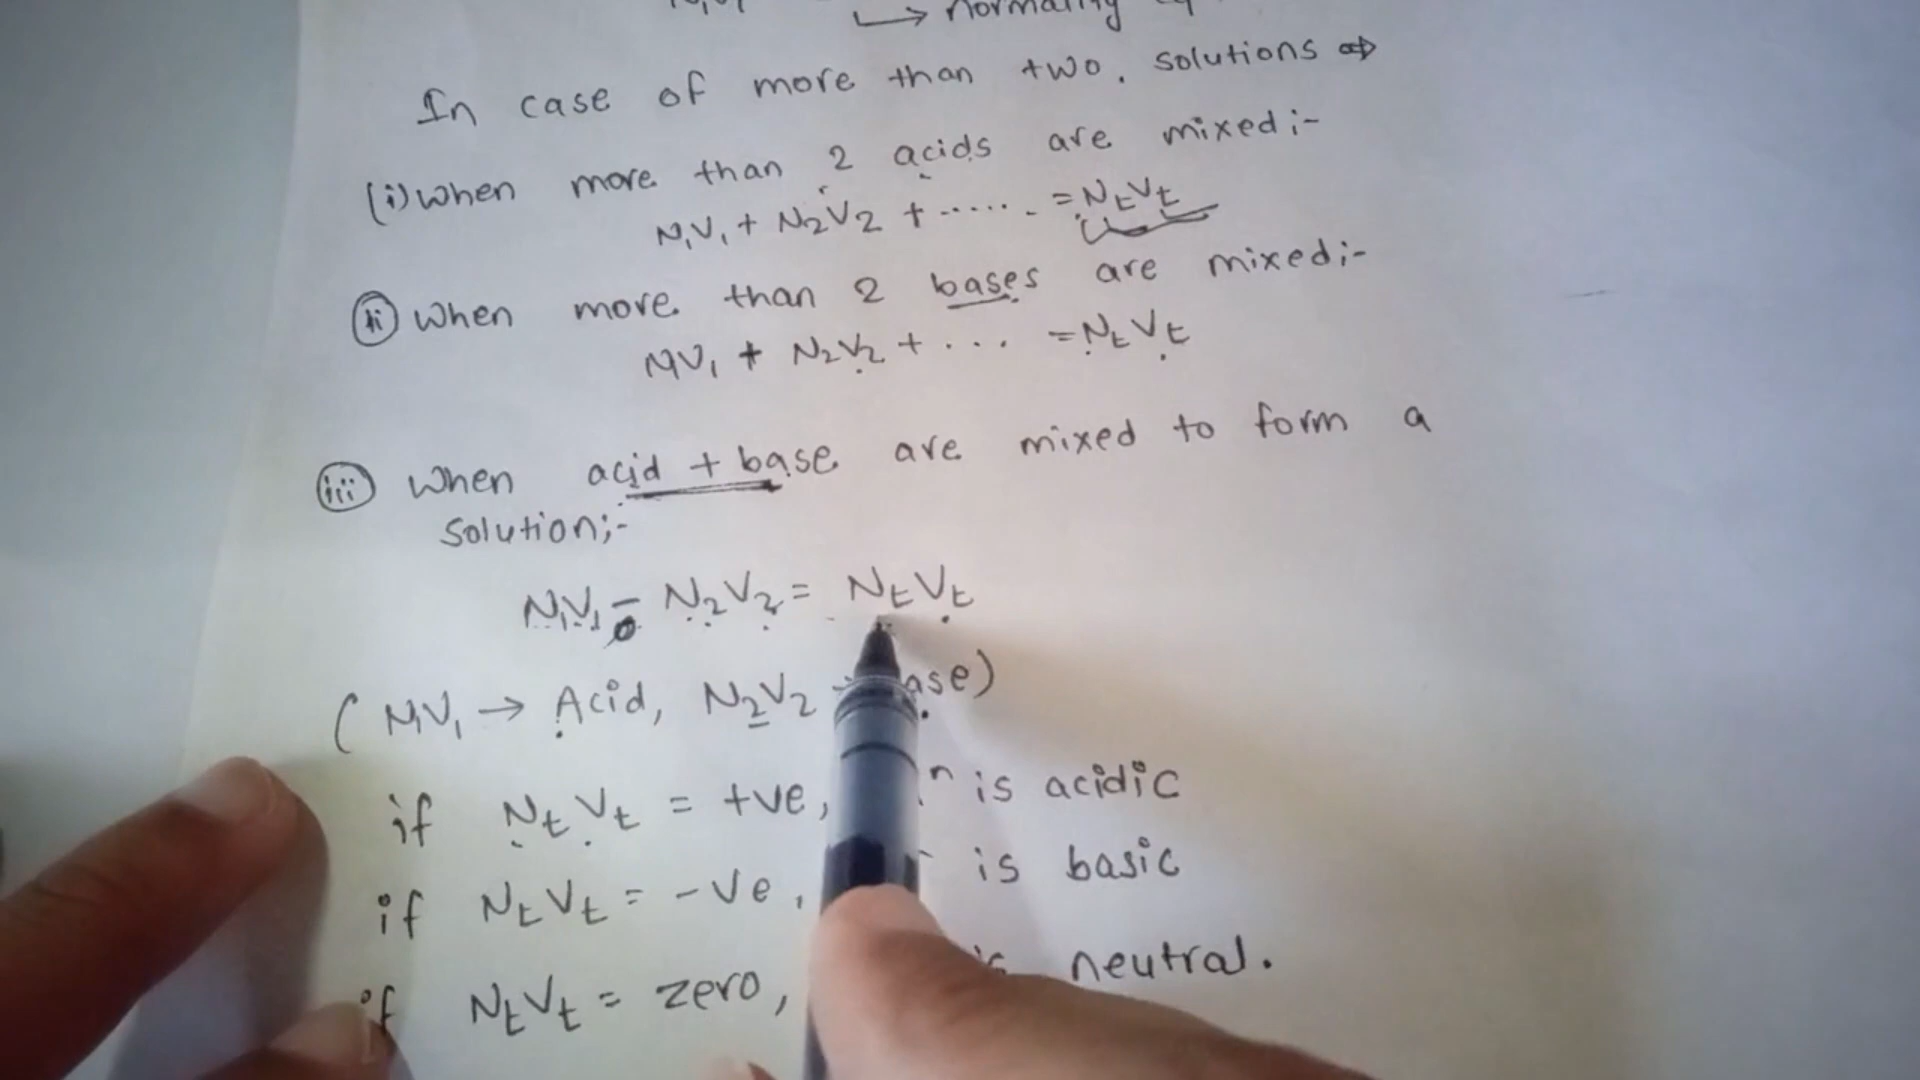 normality
In case of more than two. solutions ⇒
(i) When more than 2 acids are mixed :-
N₁V₁ + N₂V₂ + ....... = NₜVₜ
(ii) When more than 2 bases are mixed :-
N₁V₁ + N₂V₂ + ... = NₜVₜ
(iii) When acid + base are mixed to form a
Solution :-
N₁V₁ - N₂V₂ = NₜVₜ
( N₁V₁ → Acid, N₂V₂ ase)
if NₜVₜ = +ve, n is acidic
if NₜVₜ = -ve, is basic
if NₜVₜ = zero, neutral.